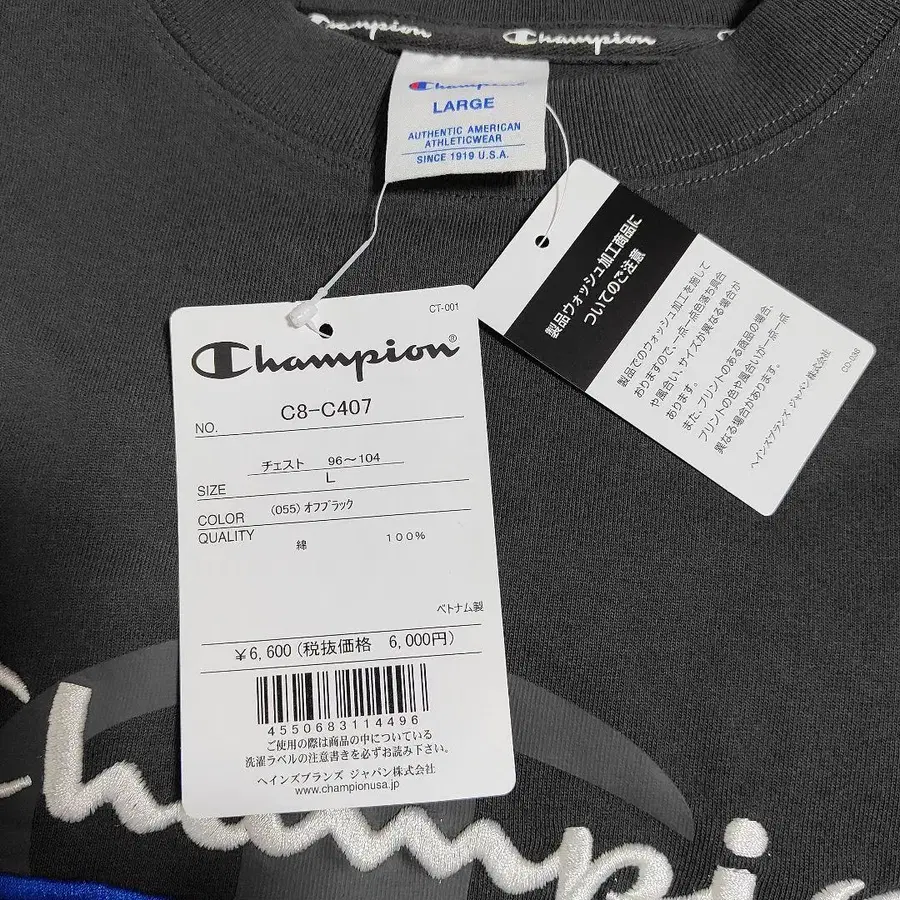 Champion
Champion
LARGE
AUTHENTIC AMERICAN
ATHLETICWEAR
SINCE 1919 U.S.A.
製品ウォッシュ加工商品に
ついてのご注意
製品でのウォッシュ加工を施して
おりますので、一点一点色落ち具合
や風合い、サイズが異なる場合が
あります。
また、プリントのある商品の場合、
プリントの色や風合いが一点一点
異なる場合があります。
ヘインズブランズ ジャパン株式会社
CD-036
CT-001
Champion®
NO. C8-C407
チェスト 96～104
SIZE L
COLOR (055)オフブラック
QUALITY
綿 100%
ベトナム製
￥6,600(税抜価格 6,000円)
4550683114496
ご使用の際は商品の中についている
洗濯ラベルの注意書きを必ずお読み下さい。
ヘインズブランズ ジャパン株式会社
www.championusa.jp
Champi